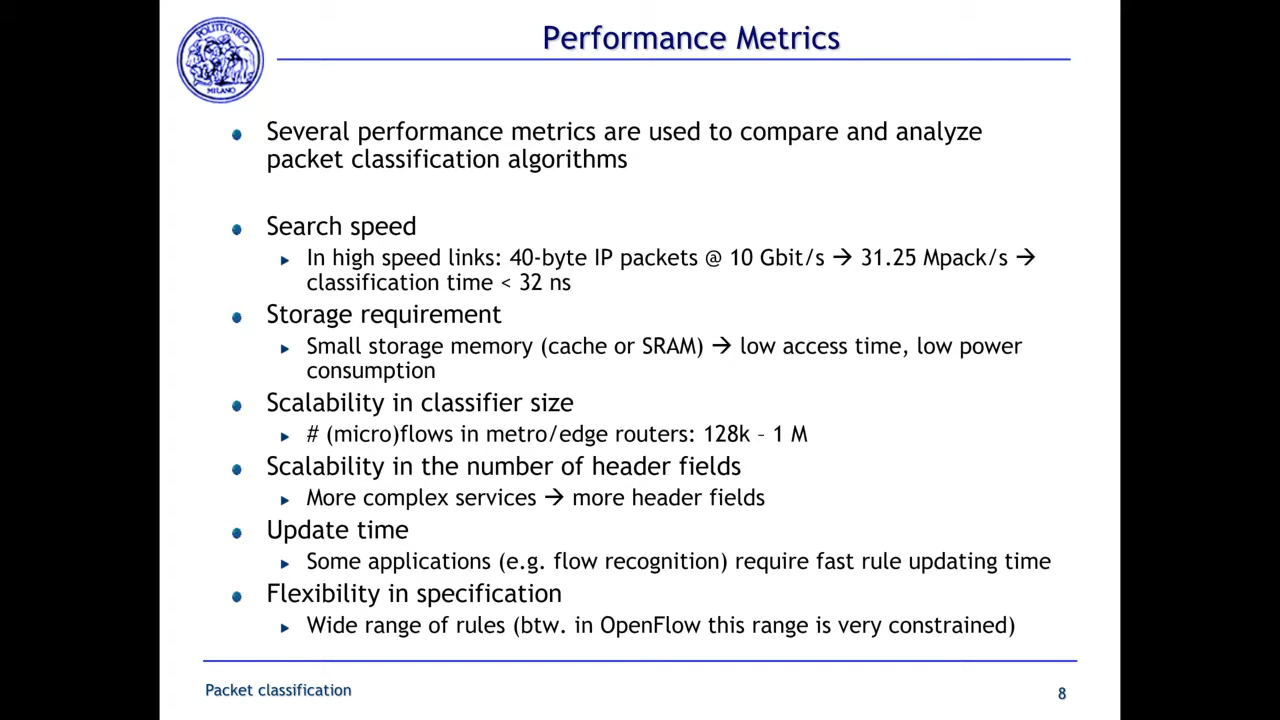 POLITECNICO
MILANO
Performance Metrics
Several performance metrics are used to compare and analyze
packet classification algorithms
Search speed
In high speed links: 40-byte IP packets @ 10 Gbit/s → 31.25 Mpack/s →
classification time < 32 ns
Storage requirement
Small storage memory (cache or SRAM) → low access time, low power
consumption
Scalability in classifier size
# (micro)flows in metro/edge routers: 128k – 1 M
Scalability in the number of header fields
More complex services → more header fields
Update time
Some applications (e.g. flow recognition) require fast rule updating time
Flexibility in specification
Wide range of rules (btw. in OpenFlow this range is very constrained)
Packet classification
8